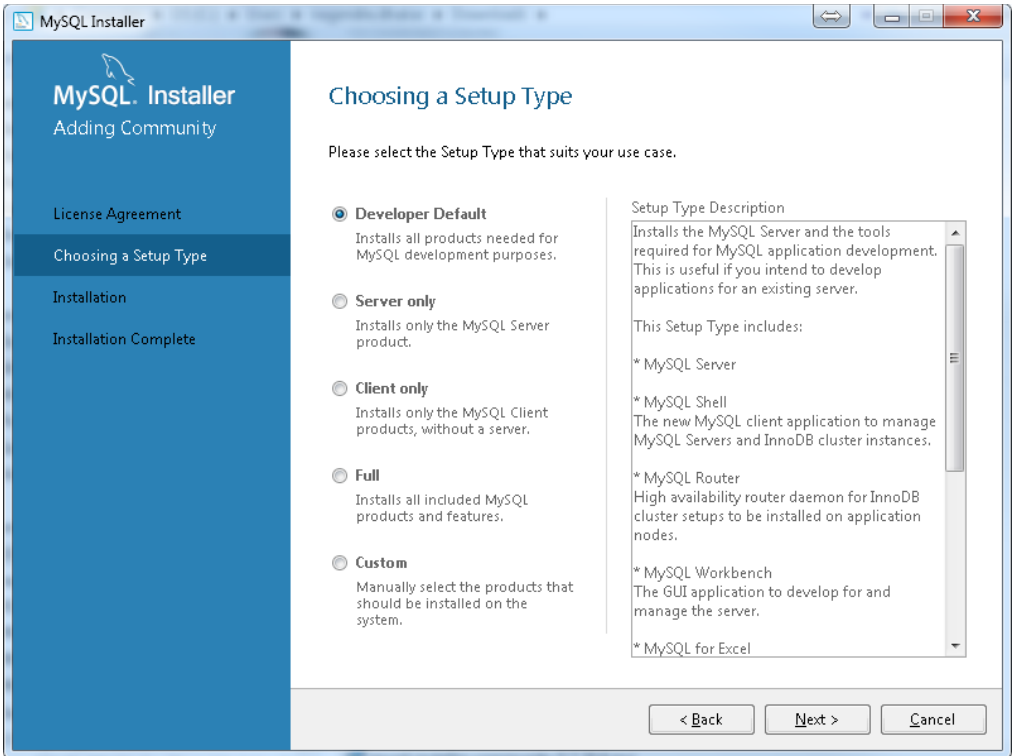 MySQL Installer
MySQL. Installer
Adding Community
License Agreement
Choosing a Setup Type
Installation
Installation Complete
Choosing a Setup Type
Please select the Setup Type that suits your use case.
Developer Default
Installs all products needed for
MySQL development purposes.
Server only
Installs only the MySQL Server
product.
Client only
Installs only the MySQL Client
products, without a server.
Full
Installs all included MySQL
products and features.
Custom
Manually select the products that
should be installed on the
system.
Setup Type Description
Installs the MySQL Server and the tools
required for MySQL application development.
This is useful if you intend to develop
applications for an existing server.
This Setup Type includes:
* MySQL Server
* MySQL Shell
The new MySQL client application to manage
MySQL Servers and InnoDB cluster instances.
* MySQL Router
High availability router daemon for InnoDB
cluster setups to be installed on application
nodes.
* MySQL Workbench
The GUI application to develop for and
manage the server.
* MySQL for Excel
< Back
Next >
Cancel